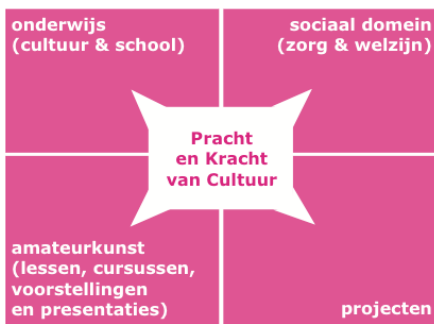 onderwijs
(cultuur & school)
sociaal domein
(zorg & welzijn)
Pracht
en Kracht
van Cultuur
amateurkunst
(lessen, cursussen,
voorstellingen
en presentaties)
projecten